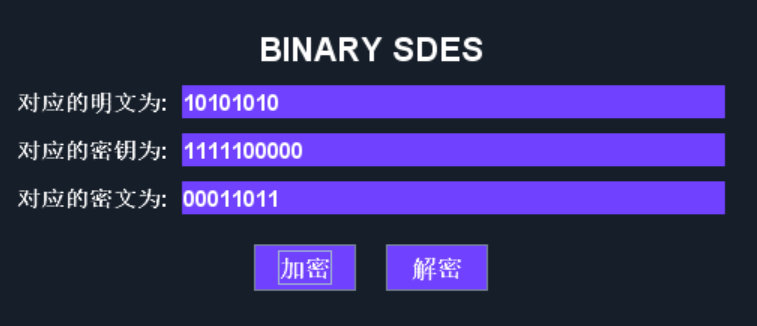 BINARY SDES
对应的明文为: 10101010
对应的密钥为: 1111100000
对应的密文为: 00011011
加密 解密